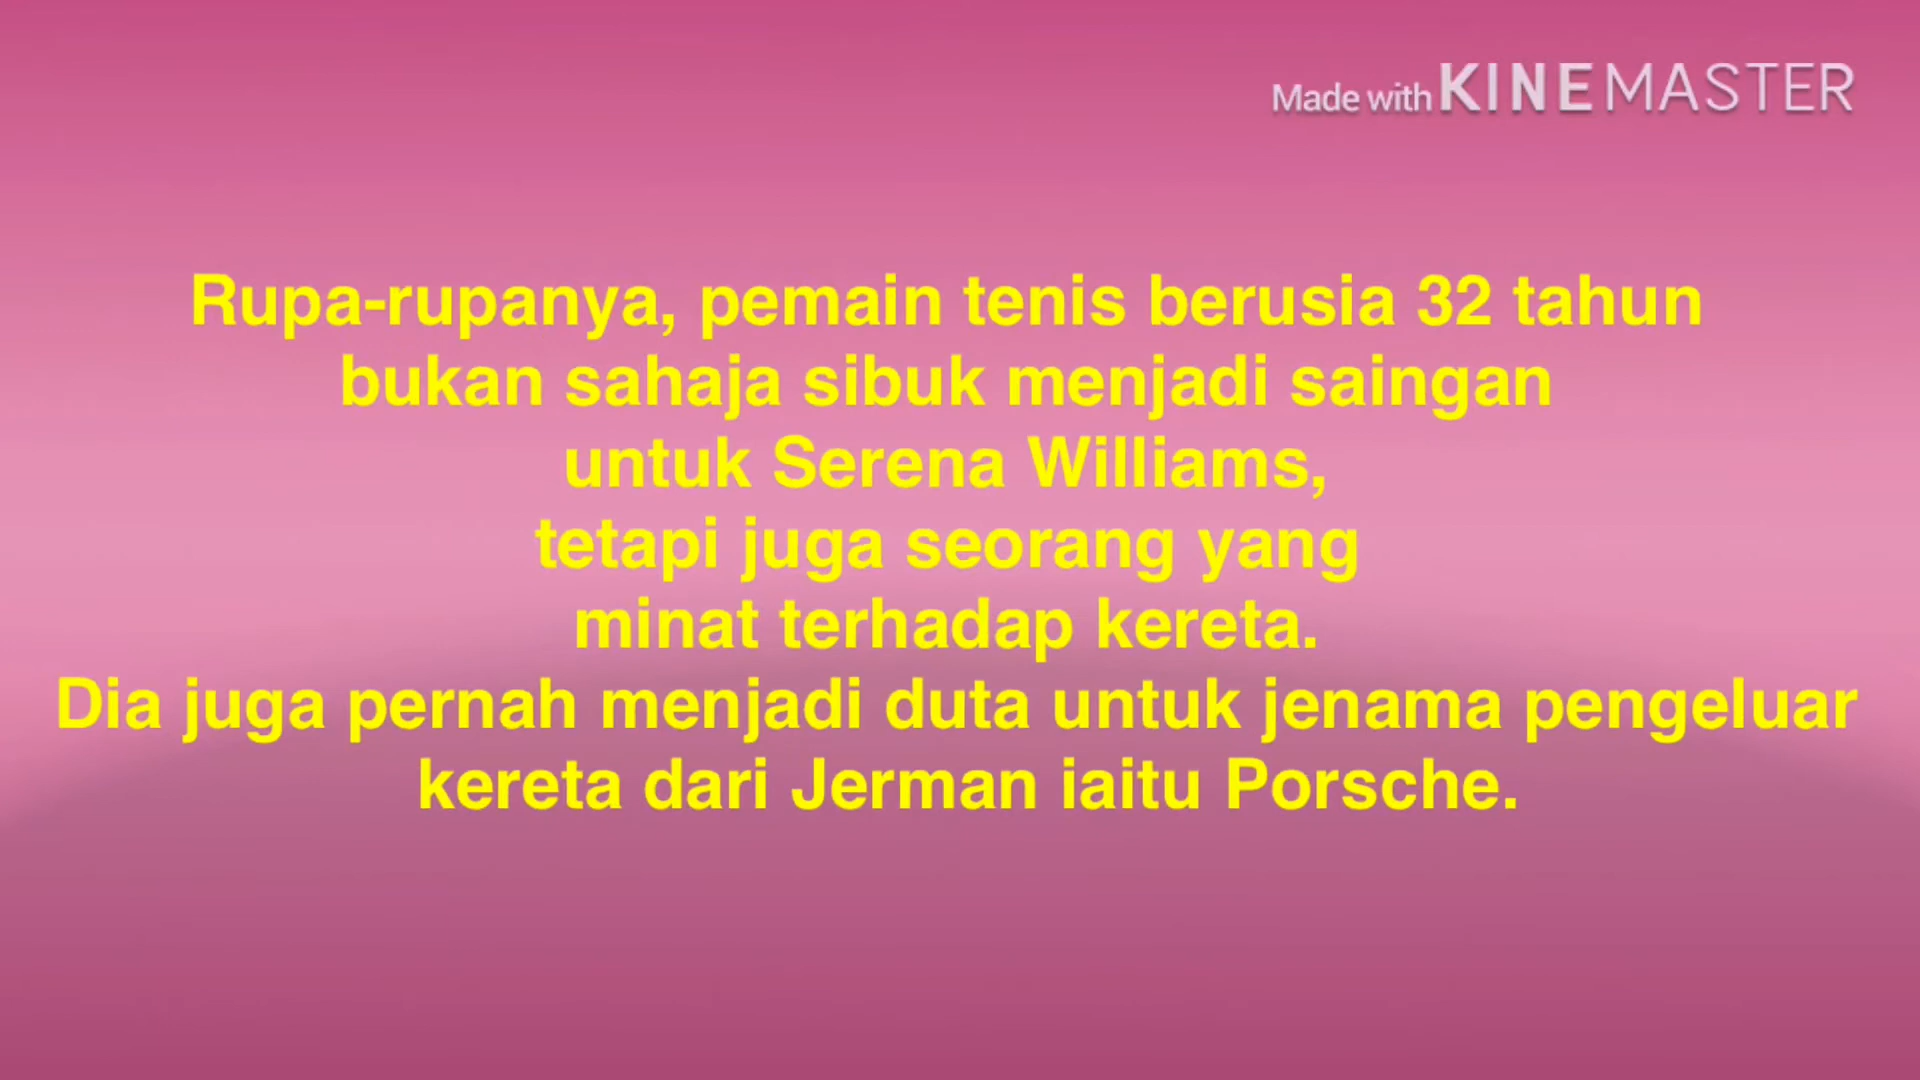 Made with KINEMASTER
Rupa-rupanya, pemain tenis berusia 32 tahun
bukan sahaja sibuk menjadi saingan
untuk Serena Williams,
tetapi juga seorang yang
minat terhadap kereta.
Dia juga pernah menjadi duta untuk jenama pengeluar
kereta dari Jerman iaitu Porsche.